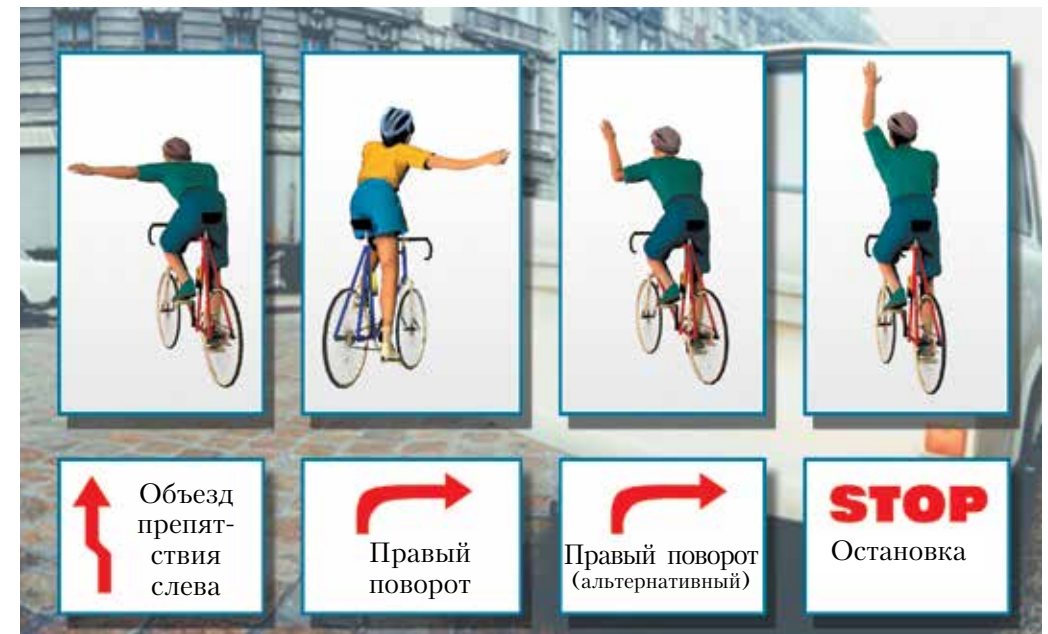 Объезд
препят-
ствия
слева
Правый
поворот
Правый поворот
(альтернативный)
STOP
Остановка